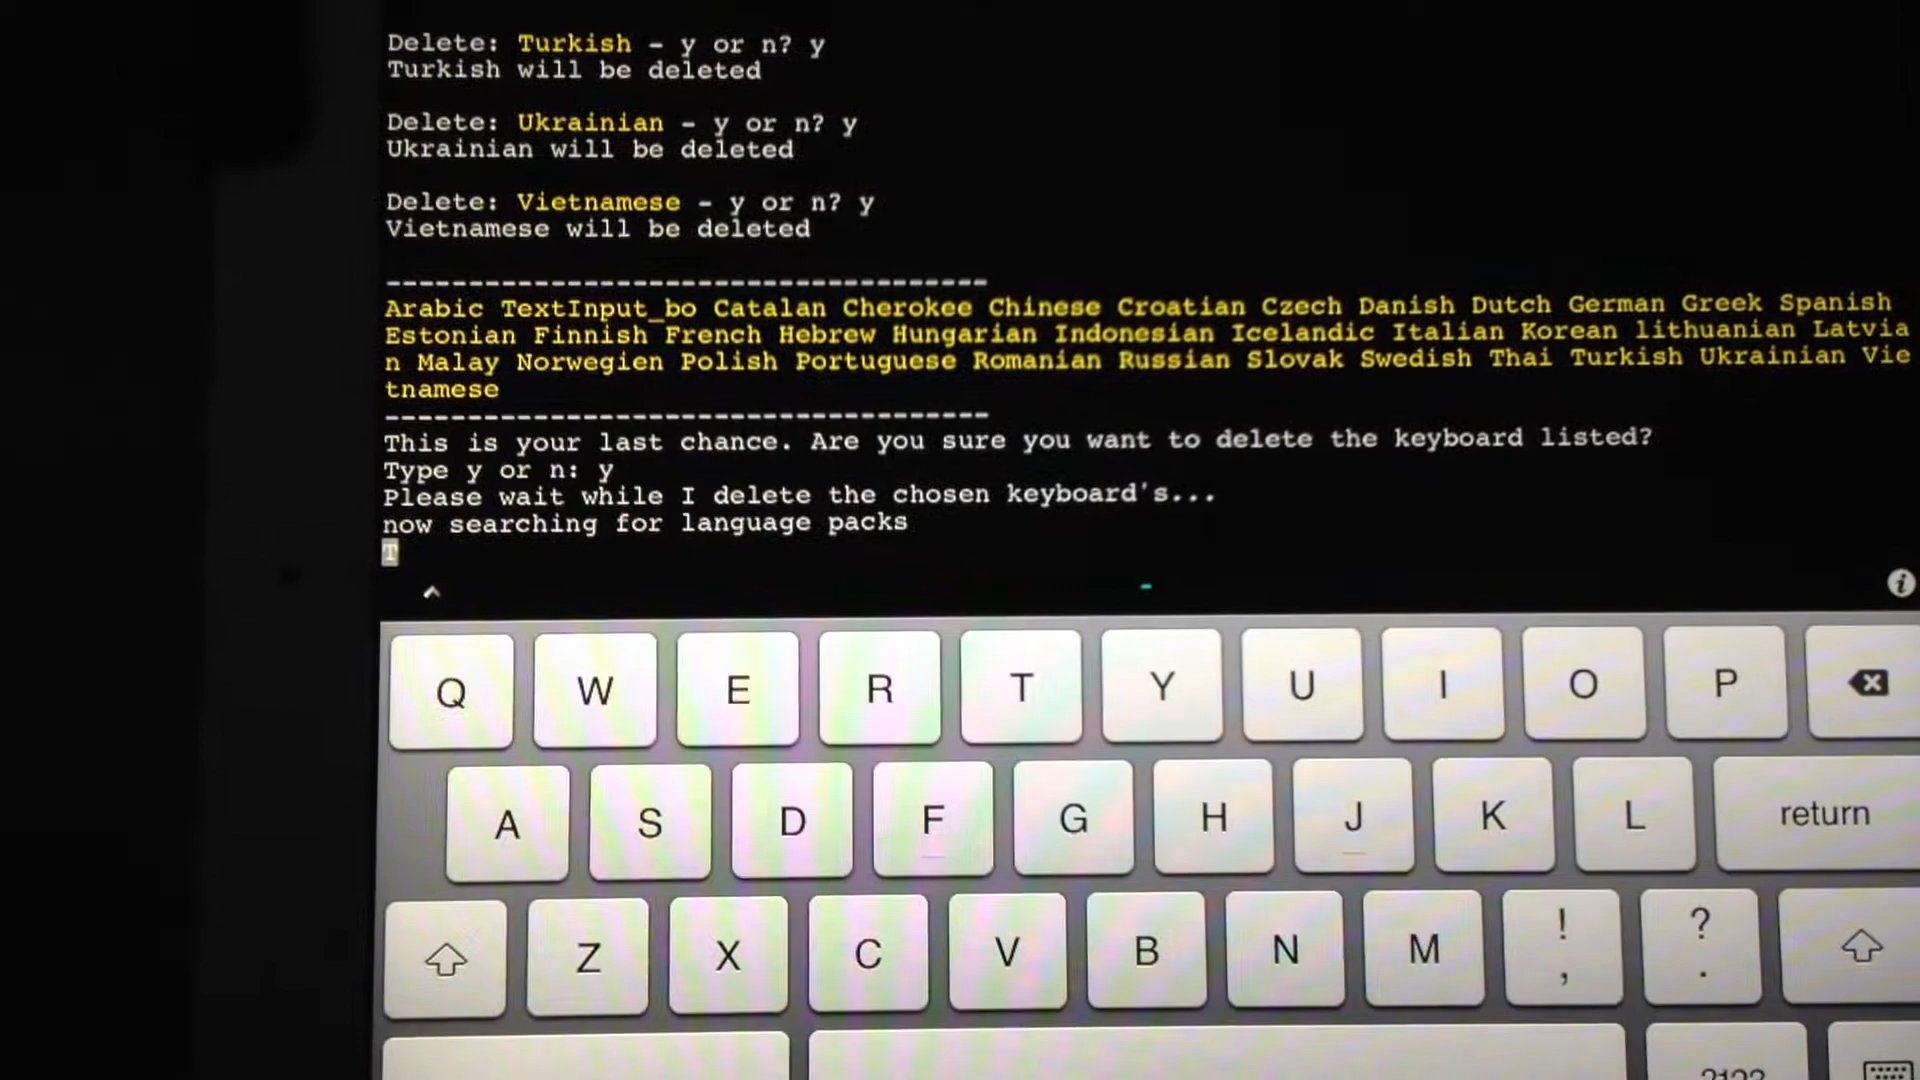 Delete: Turkish - y or n? y
Turkish will be deleted
Delete: Ukrainian - y or n? y
Ukrainian will be deleted
Delete: Vietnamese - y or n? y
Vietnamese will be deleted
-------------------------------------
Arabic TextInput_bo Catalan Cherokee Chinese Croatian Czech Danish Dutch German Greek Spanish
Estonian Finnish French Hebrew Hungarian Indonesian Icelandic Italian Korean lithuanian Latvia
n Malay Norwegien Polish Portuguese Romanian Russian Slovak Swedish Thai Turkish Ukrainian Vie
tnamese
-------------------------------------
This is your last chance. Are you sure you want to delete the keyboard listed?
Type y or n: y
Please wait while I delete the chosen keyboard's...
now searching for language packs
T
Q W E R T Y U I O P
A S D F G H J K L return
Z X C V B N M ! , ? .